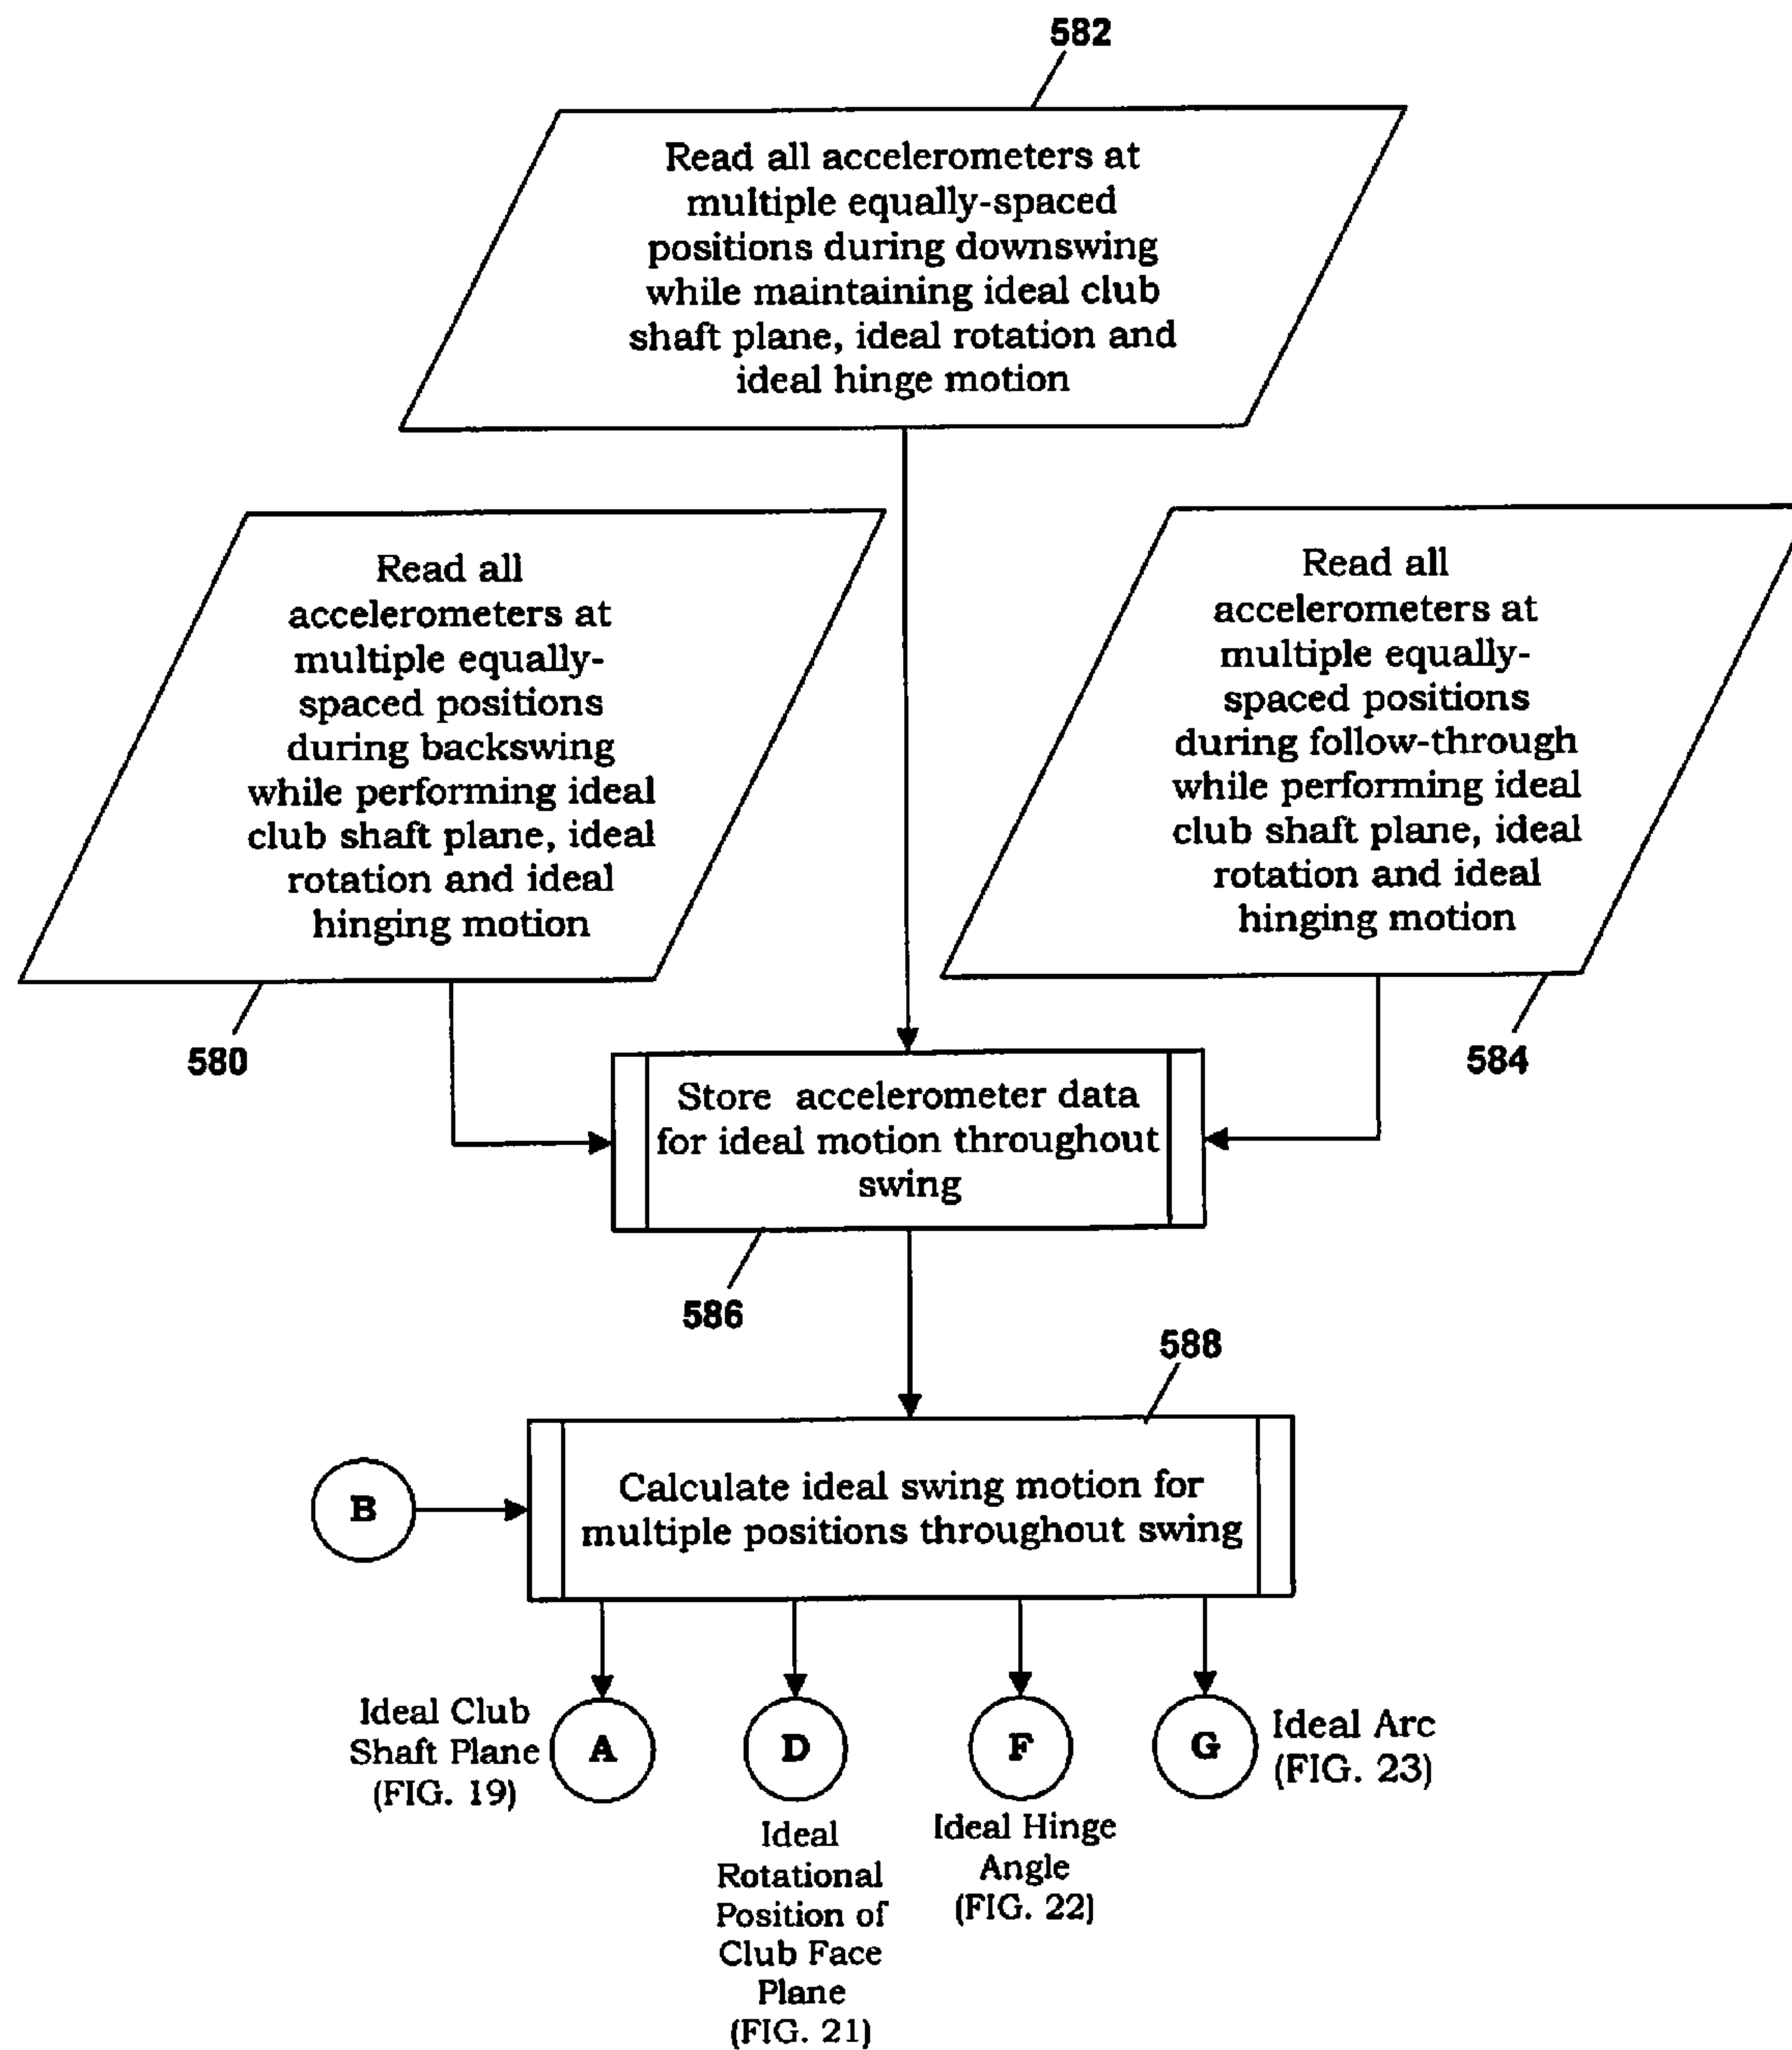 582
Read all accelerometers at
multiple equally-spaced
positions during downswing
while maintaining ideal club
shaft plane, ideal rotation and
ideal hinge motion
Read all
accelerometers at
multiple equally-
spaced positions
during backswing
while performing ideal
club shaft plane, ideal
rotation and ideal
hinging motion
580
Read all
accelerometers at
multiple equally-
spaced positions
during follow-through
while performing ideal
club shaft plane, ideal
rotation and ideal
hinging motion
584
Store accelerometer data
for ideal motion throughout
swing
586
588
B
Calculate ideal swing motion for
multiple positions throughout swing
Ideal Club
Shaft Plane
(FIG. 19)
A
D
Ideal
Rotational
Position of
Club Face
Plane
(FIG. 21)
F
Ideal Hinge
Angle
(FIG. 22)
G
Ideal Arc
(FIG. 23)